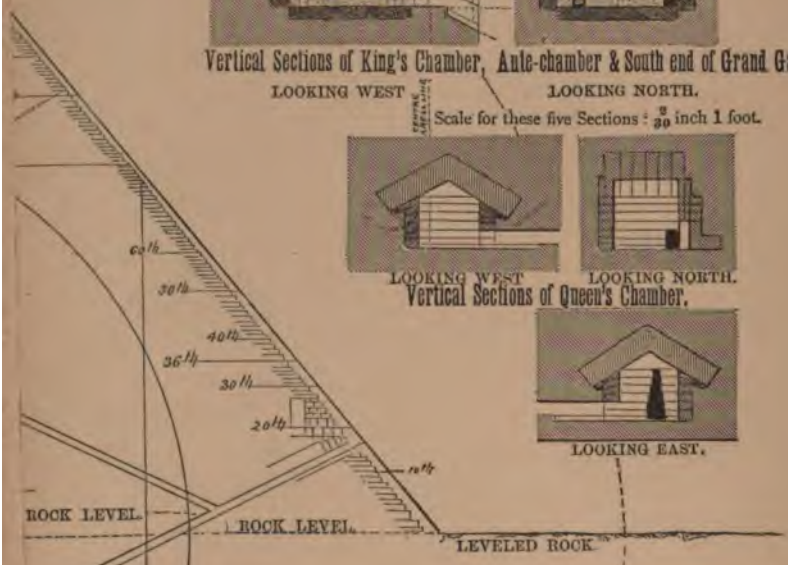 Vertical Sections of King's Chamber, Ante-chamber & South end of Grand G
LOOKING WEST
LOOKING NORTH.
CENTRE
Scale for these five Sections : 2/30 inch 1 foot.
LOOKING WEST
LOOKING NORTH.
Vertical Sections of Queen's Chamber.
LOOKING EAST.
60th
50th
40th
36th
30th
20th
10th
ROCK LEVEL.
ROCK LEVEL.
LEVELED ROCK